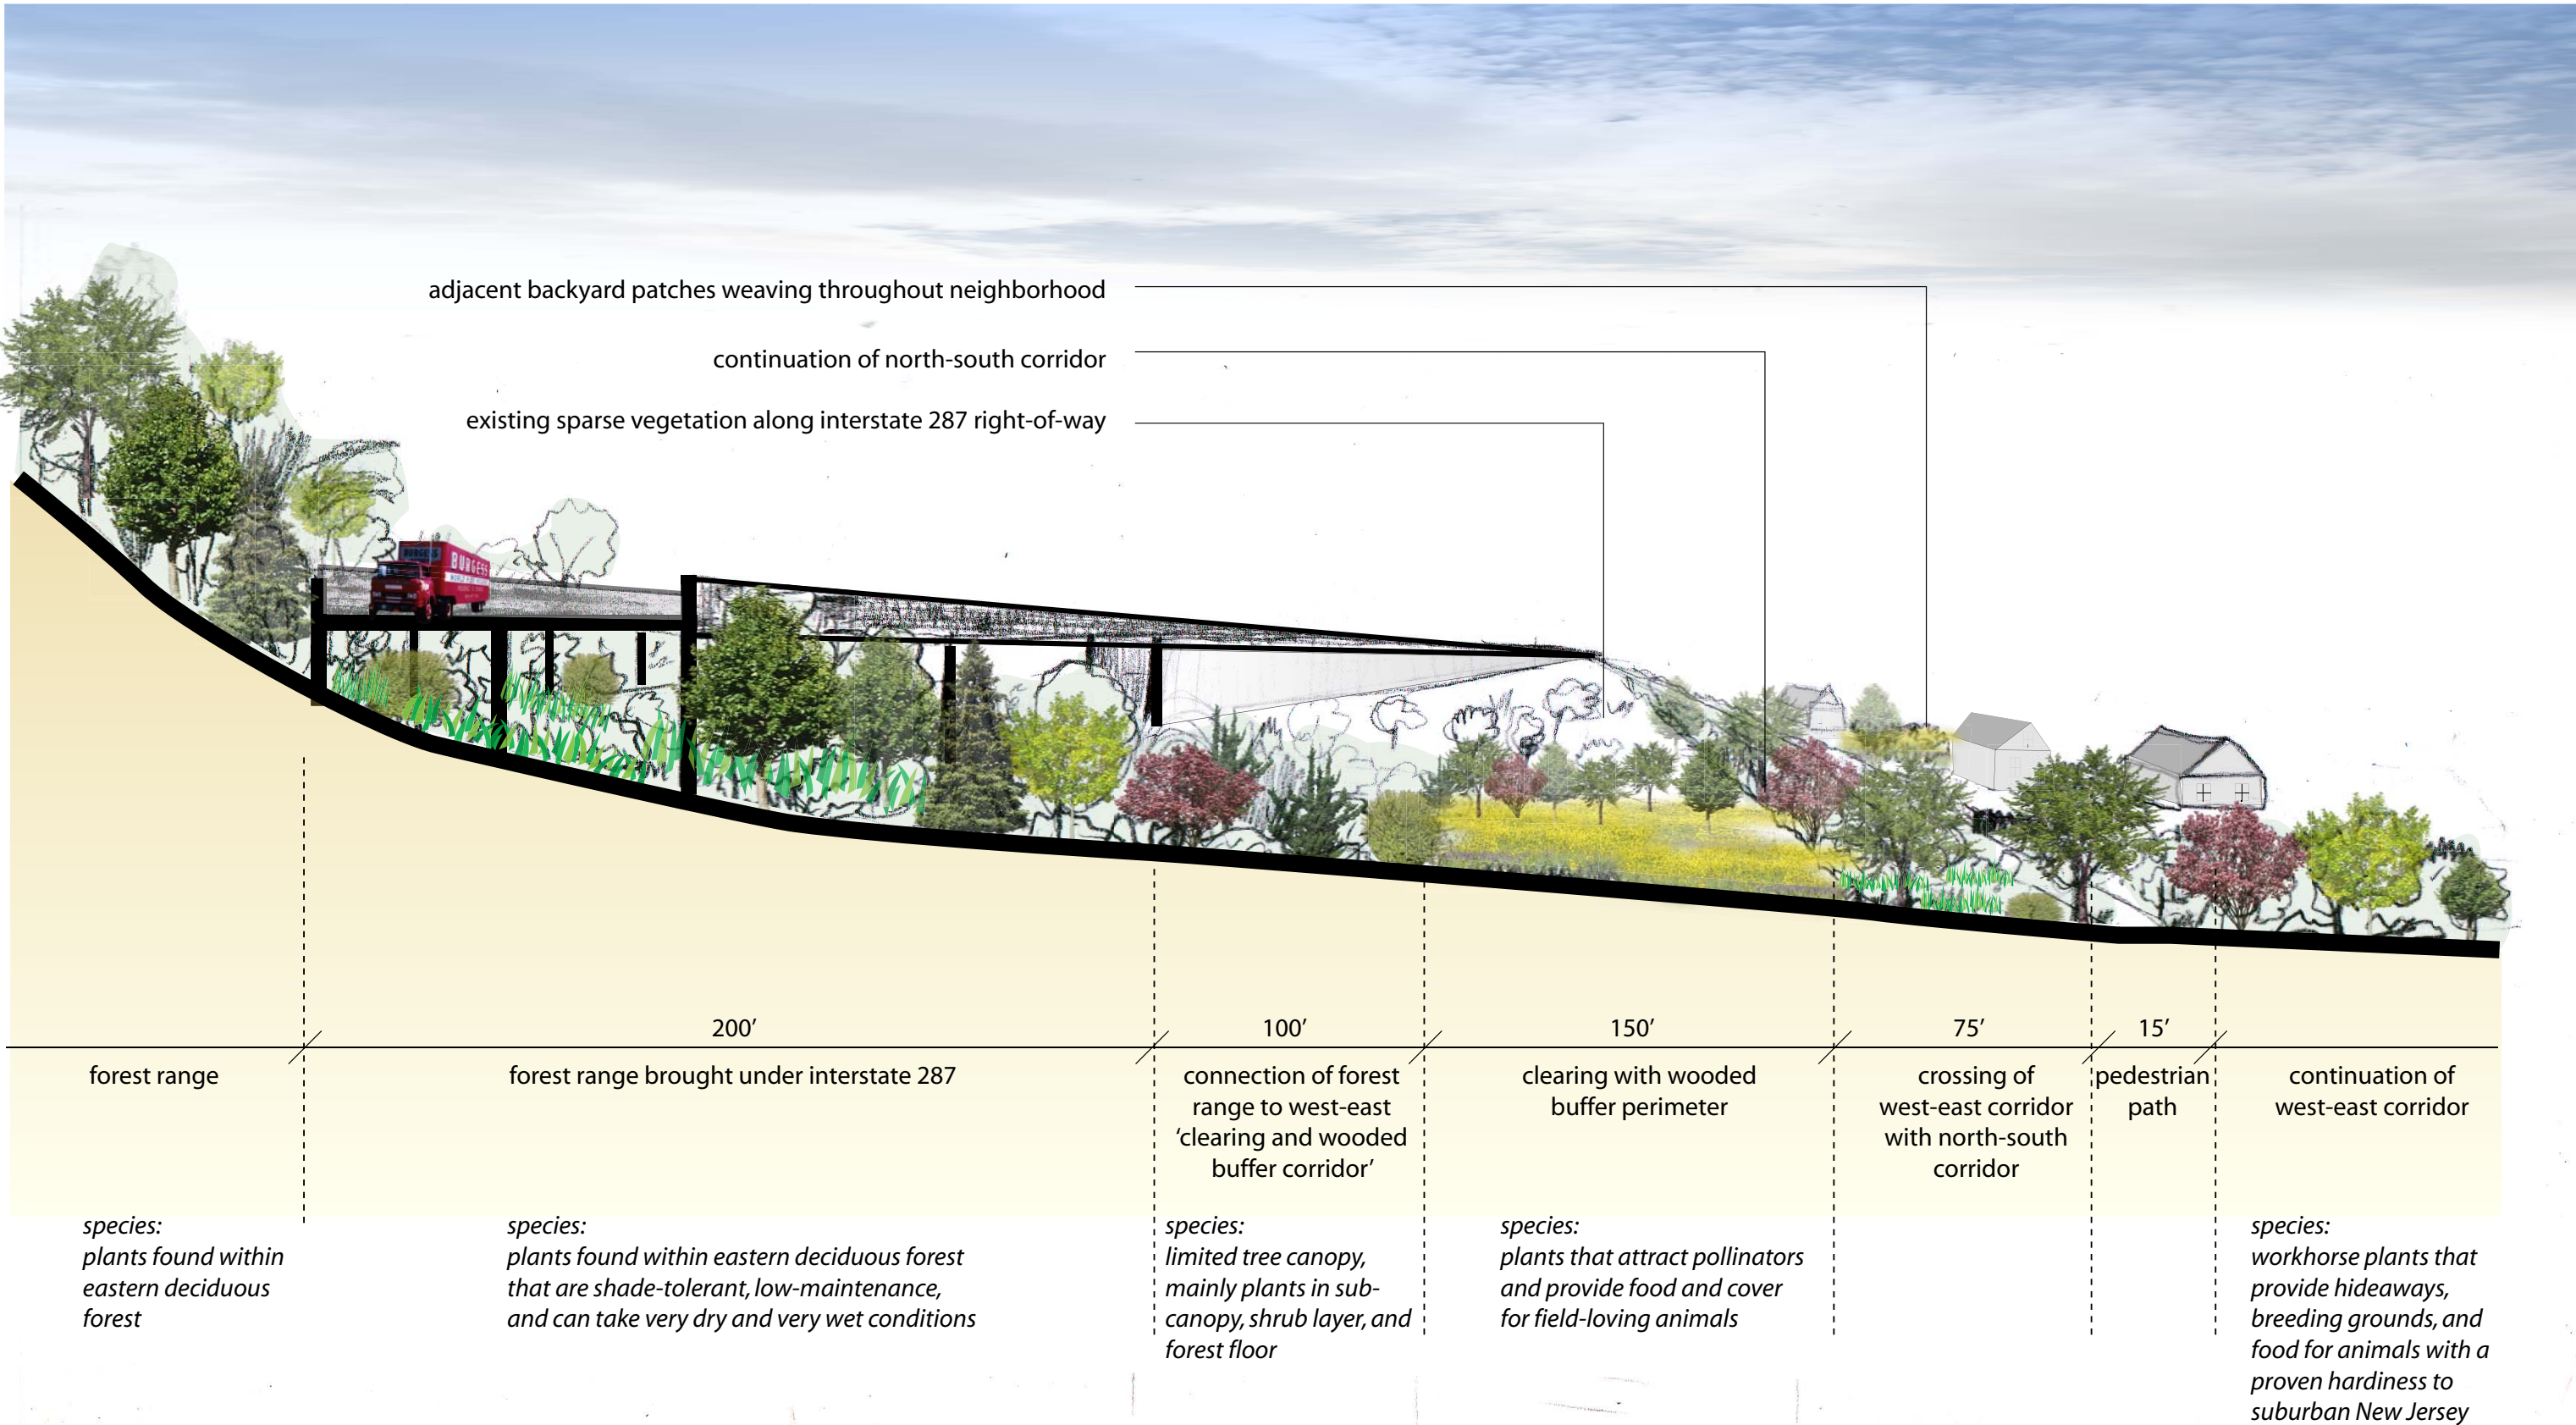 adjacent backyard patches weaving throughout neighborhood
continuation of north-south corridor
existing sparse vegetation along interstate 287 right-of-way
BURGESS
BURGESS
200’
100’
150’
75’
15’
forest range
forest range brought under interstate 287
connection of forest
range to west-east
‘clearing and wooded
buffer corridor’
clearing with wooded
buffer perimeter
crossing of
west-east corridor
with north-south
corridor
pedestrian
path
continuation of
west-east corridor
species:
plants found within
eastern deciduous
forest
species:
plants found within eastern deciduous forest
that are shade-tolerant, low-maintenance,
and can take very dry and very wet conditions
species:
limited tree canopy,
mainly plants in sub-
canopy, shrub layer, and
forest floor
species:
plants that attract pollinators
and provide food and cover
for field-loving animals
species:
workhorse plants that
provide hideaways,
breeding grounds, and
food for animals with a
proven hardiness to
suburban New Jersey